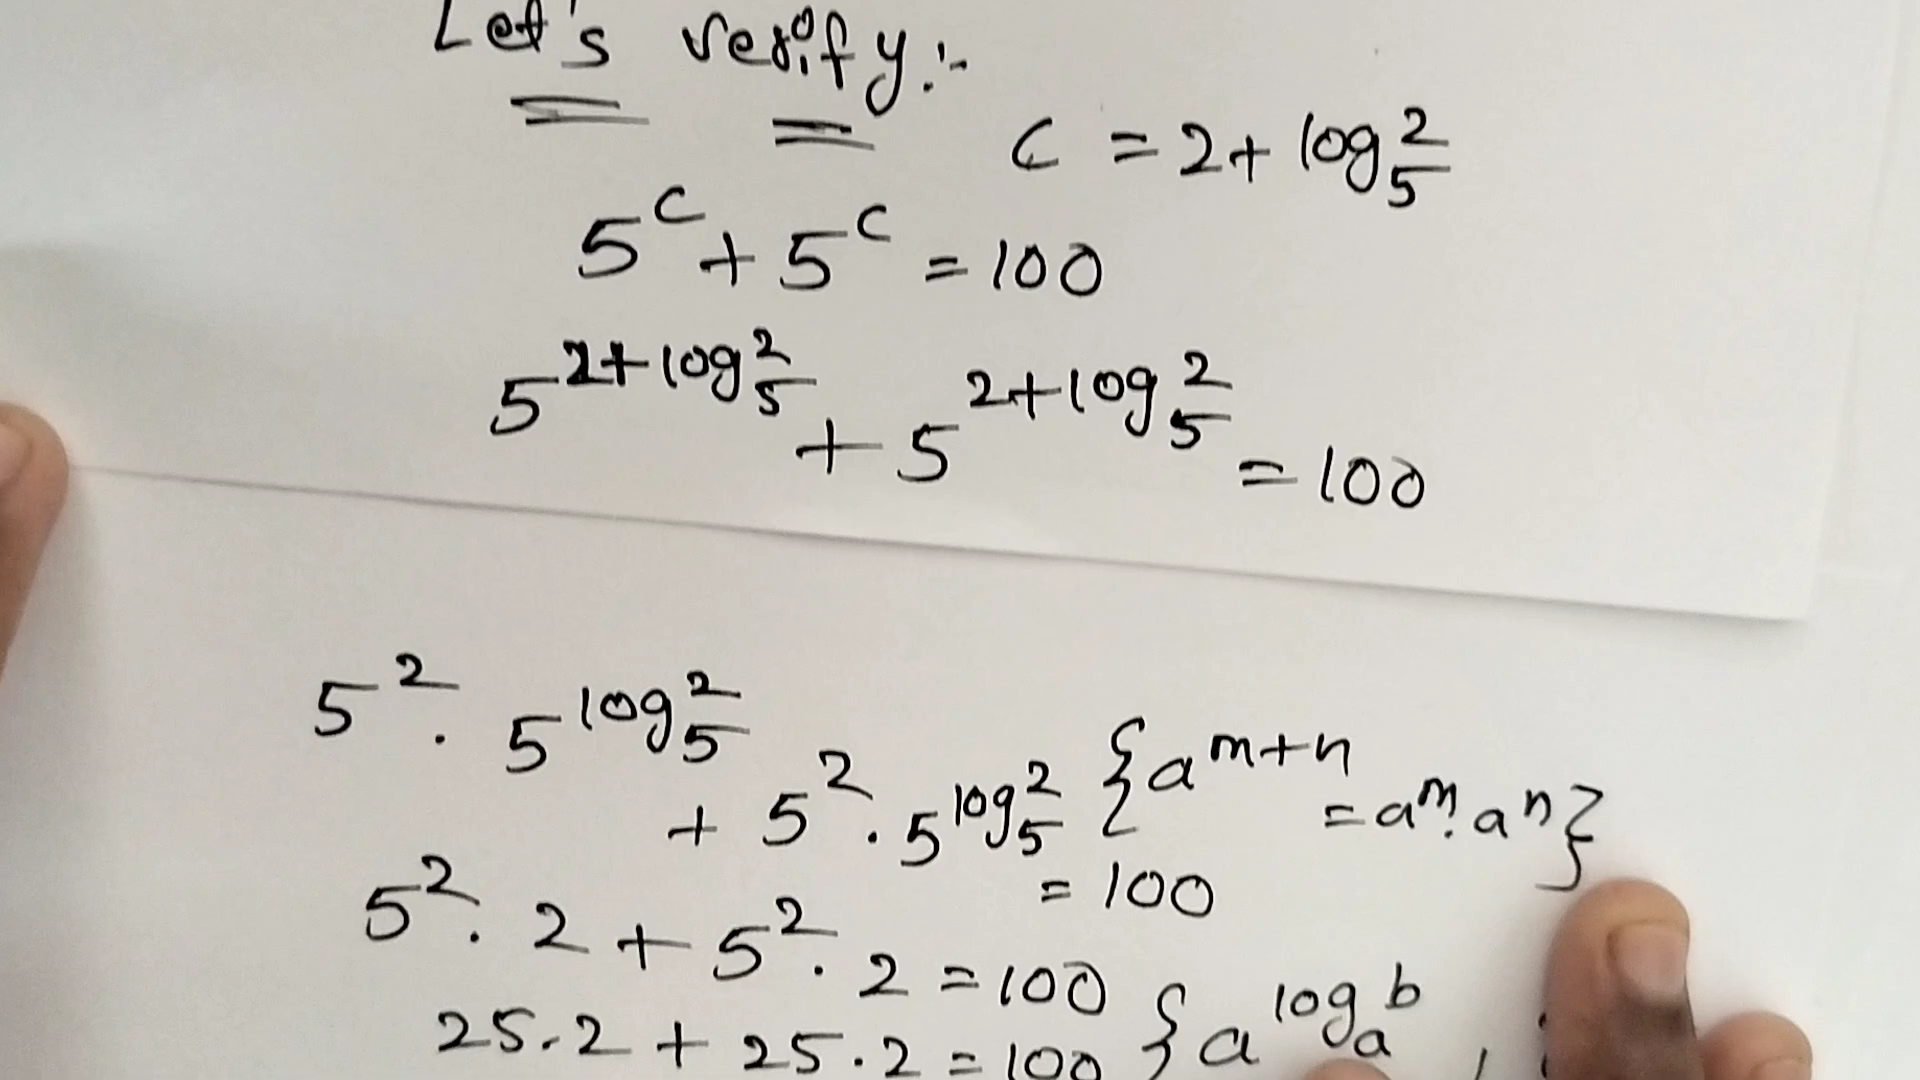 Let's verify:-
c = 2 + log₅²
5^c + 5^c = 100
5^(2+log₅²) + 5^(2+log₅²) = 100
5² . 5^(log₅²)
+ 5² . 5^(log₅²) {a^(m+n)
= a^m . a^n}
= 100
5² . 2 + 5² . 2 = 100
25.2 + 25.2 = 100 {a^(logₐb)